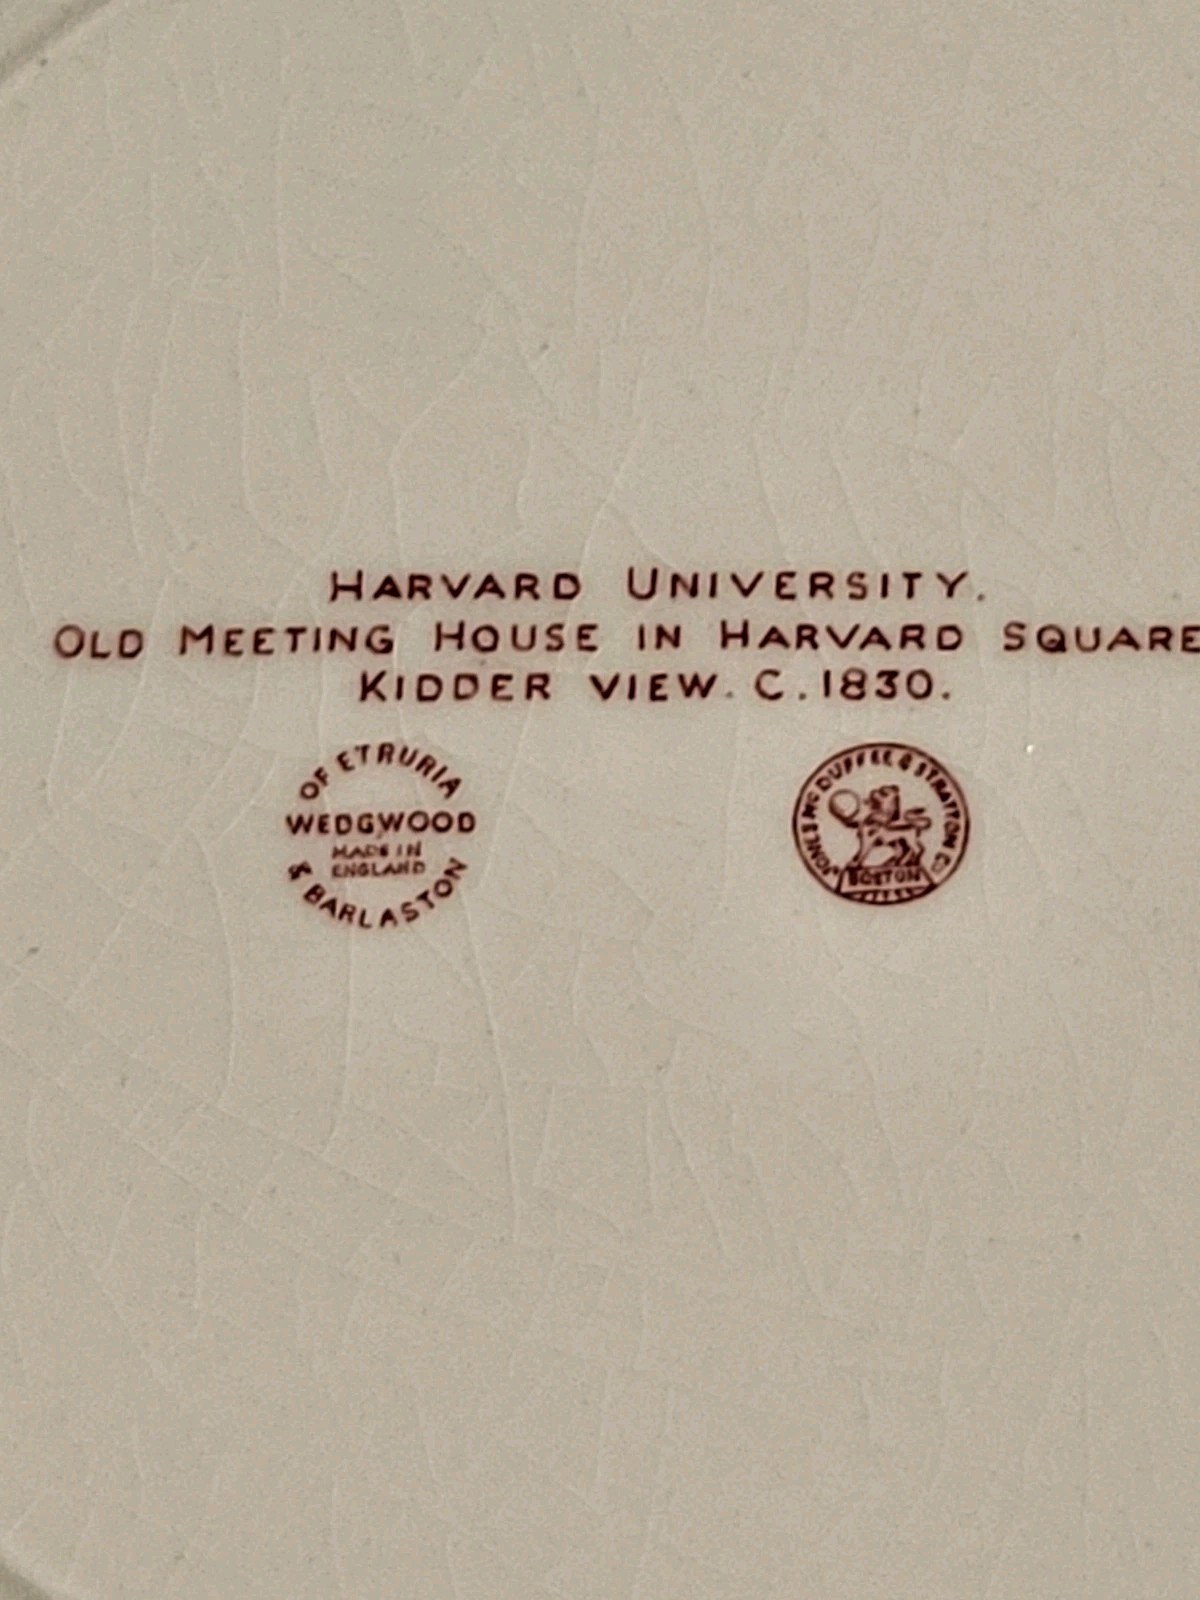 HARVARD UNIVERSITY.
OLD MEETING HOUSE IN HARVARD SQUARE
KIDDER VIEW. C. 1830.
OF ETRURIA
WEDGWOOD
MADE IN
ENGLAND
& BARLASTON
JONES MCDUFFEE & STRATTON CO
BOSTON